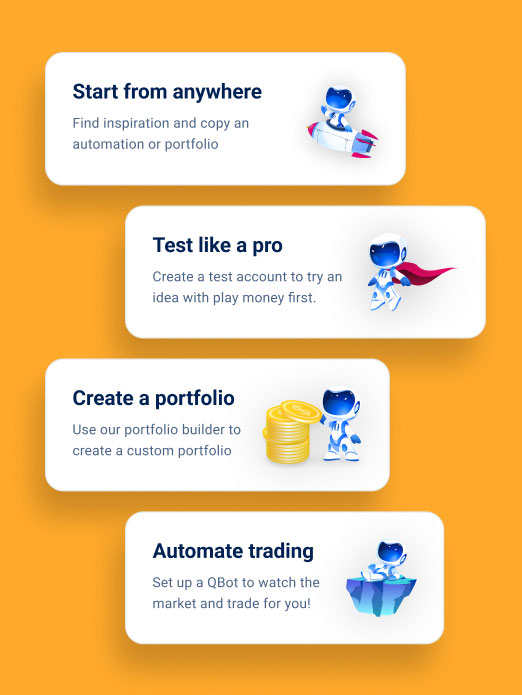 Start from anywhere
Find inspiration and copy an
automation or portfolio
Test like a pro
Create a test account to try an
idea with play money first.
Create a portfolio
Use our portfolio builder to
create a custom portfolio
Automate trading
Set up a QBot to watch the
market and trade for you!